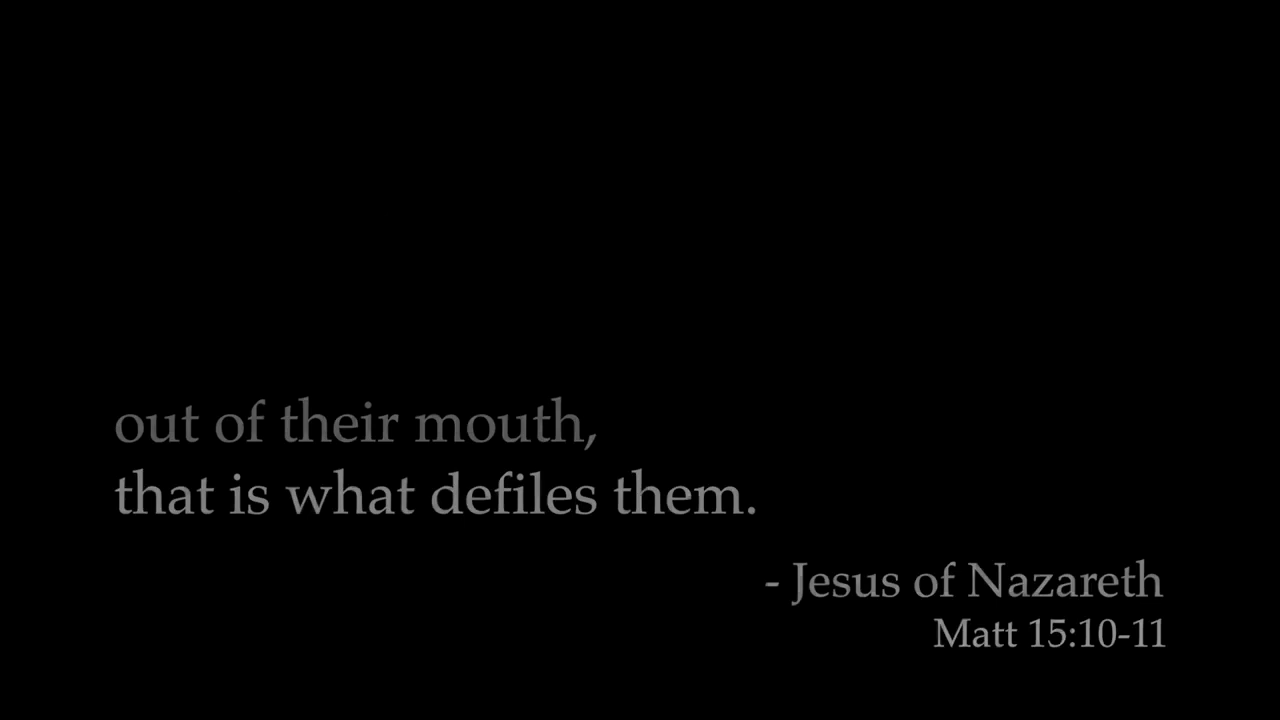 out of their mouth,
that is what defiles them.
- Jesus of Nazareth
Matt 15:10-11